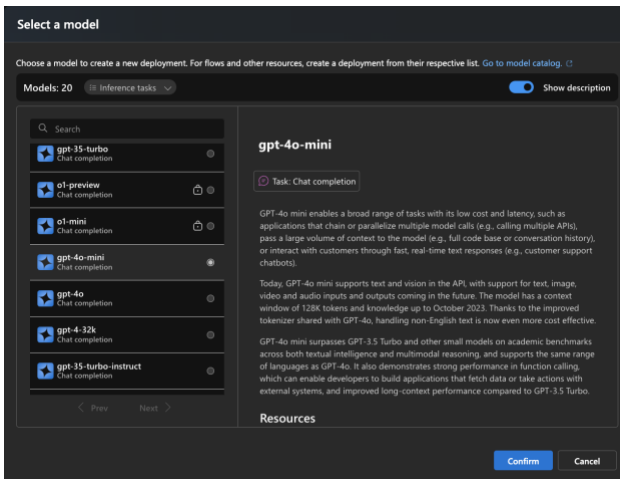 Select a model
Choose a model to create a new deployment. For flows and other resources, create a deployment from their respective list. Go to model catalog.
Models: 20
Inference tasks
Show description
Search
gpt-35-turbo
Chat completion
o1-preview
Chat completion
o1-mini
Chat completion
gpt-4o-mini
Chat completion
gpt-4o
Chat completion
gpt-4-32k
Chat completion
gpt-35-turbo-instruct
Chat completion
Prev
Next
gpt-4o-mini
Task: Chat completion
GPT-4o mini enables a broad range of tasks with its low cost and latency, such as
applications that chain or parallelize multiple model calls (e.g., calling multiple APIs),
pass a large volume of context to the model (e.g., full code base or conversation history),
or interact with customers through fast, real-time text responses (e.g., customer support
chatbots).
Today, GPT-4o mini supports text and vision in the API, with support for text, image,
video and audio inputs and outputs coming in the future. The model has a context
window of 128K tokens and knowledge up to October 2023. Thanks to the improved
tokenizer shared with GPT-4o, handling non-English text is now even more cost effective.
GPT-4o mini surpasses GPT-3.5 Turbo and other small models on academic benchmarks
across both textual intelligence and multimodal reasoning, and supports the same range
of languages as GPT-4o. It also demonstrates strong performance in function calling,
which can enable developers to build applications that fetch data or take actions with
external systems, and improved long-context performance compared to GPT-3.5 Turbo.
Resources
Confirm
Cancel